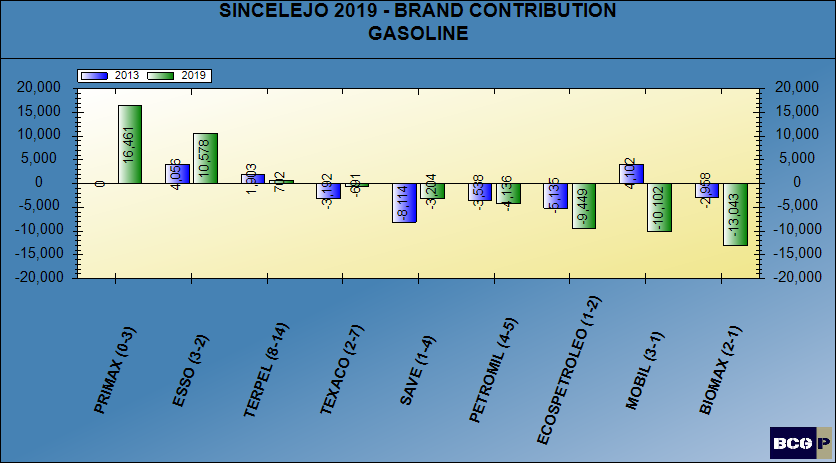 SINCELEJO 2019 - BRAND CONTRIBUTION
GASOLINE
2013 2019
20,000 20,000
15,000 15,000
10,000 10,000
5,000 5,000
0 0
-5,000 -5,000
-10,000 -10,000
-15,000 -15,000
-20,000 -20,000
0 16,461 4,056 10,578 1,903 702 -3,192 -691 -8,114 -3,204 -3,538 -4,136 -5,135 -9,449 4,102 -10,102 -2,958 -13,043
PRIMAX (0-3)
ESSO (3-2)
TERPEL (8-14)
TEXACO (2-7)
SAVE (1-4)
PETROMIL (4-5)
ECOSPETROLEO (1-2)
MOBIL (3-1)
BIOMAX (2-1)
BCG P